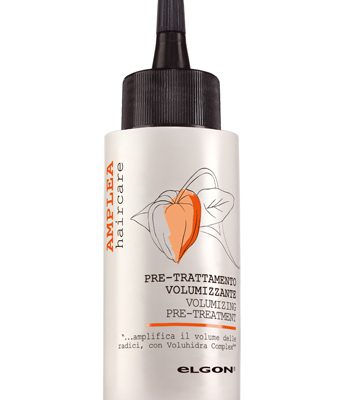 AMPLEA
haircare
PRE-TRATTAMENTO
VOLUMIZZANTE
VOLUMIZING
PRE-TREATMENT
"...amplifica il volume delle
radici, con Voluhidra Complex"
eLGON®